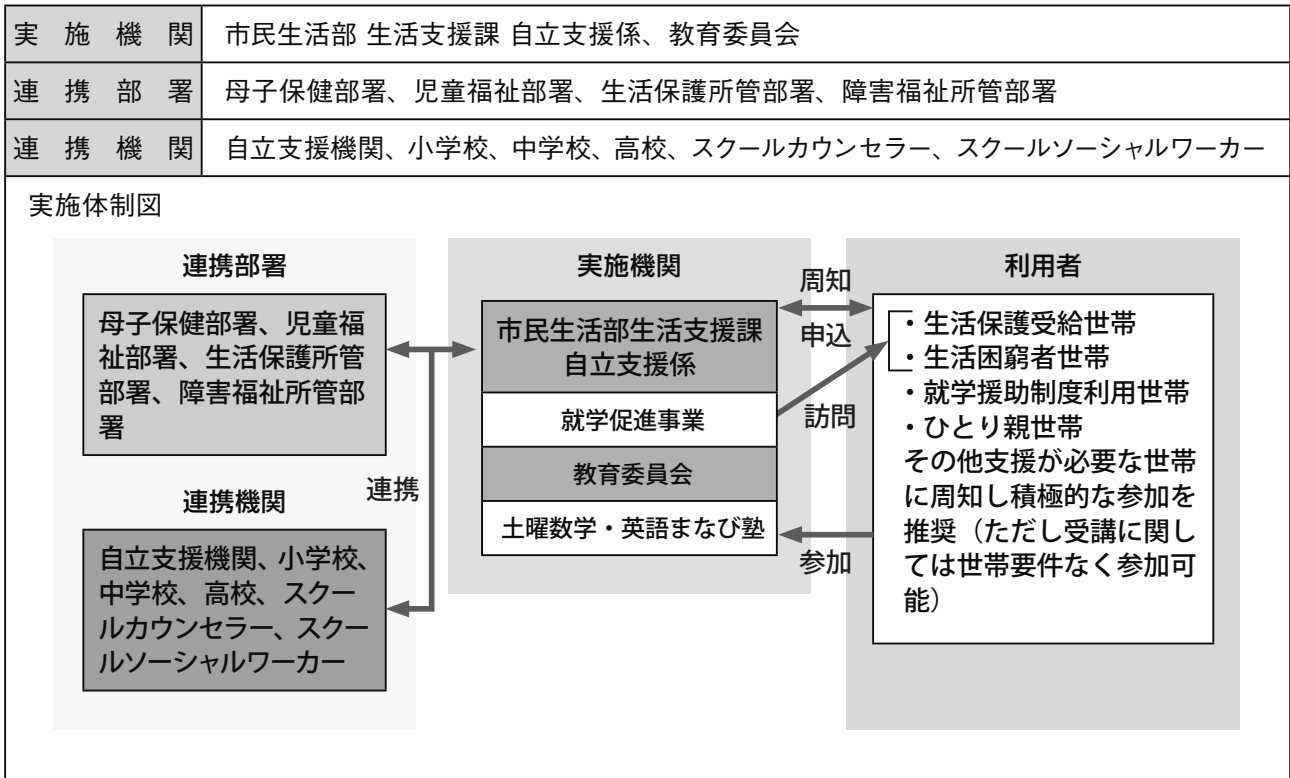 実施機関 市民生活部 生活支援課 自立支援係、教育委員会
連携部署 母子保健部署、児童福祉部署、生活保護所管部署、障害福祉所管部署
連携機関 自立支援機関、小学校、中学校、高校、スクールカウンセラー、スクールソーシャルワーカー
実施体制図
連携部署
母子保健部署、児童福
祉部署、生活保護所管
部署、障害福祉所管部
署
連携機関
自立支援機関、小学校、
中学校、高校、スクー
ルカウンセラー、スクー
ルソーシャルワーカー
連携
実施機関
市民生活部生活支援課
自立支援係
就学促進事業
教育委員会
土曜数学・英語まなび塾
周知
申込
訪問
参加
利用者
・生活保護受給世帯
・生活困窮者世帯
・就学援助制度利用世帯
・ひとり親世帯
その他支援が必要な世帯
に周知し積極的な参加を
推奨（ただし受講に関し
ては世帯要件なく参加可
能）